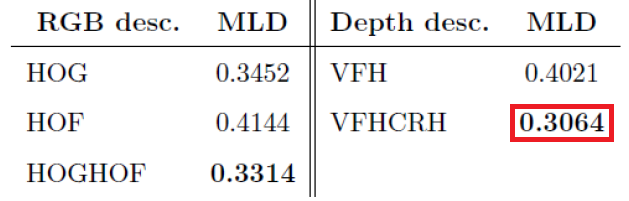 RGB desc. MLD Depth desc. MLD
HOG 0.3452 VFH 0.4021
HOF 0.4144 VFHCRH 0.3064
HOGHOF 0.3314